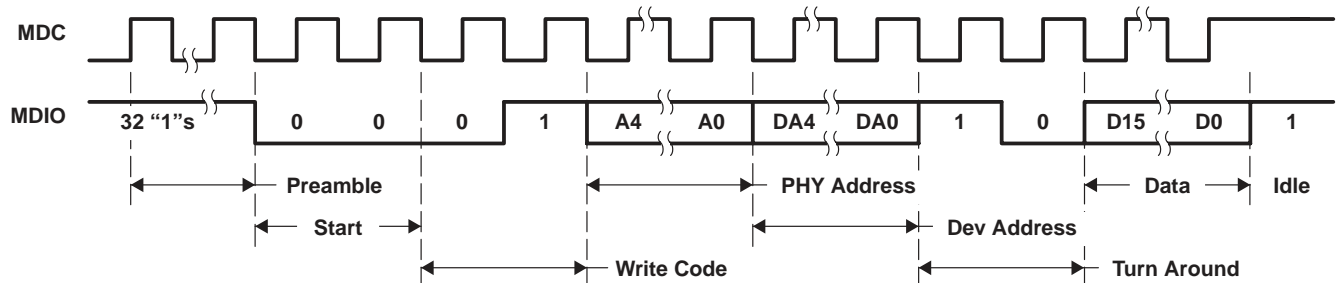 MDC
MDIO
32 “1”s 0 0 0 1 A4 A0 DA4 DA0 1 0 D15 D0 1
Preamble PHY Address Data Idle
Start Dev Address
Write Code Turn Around